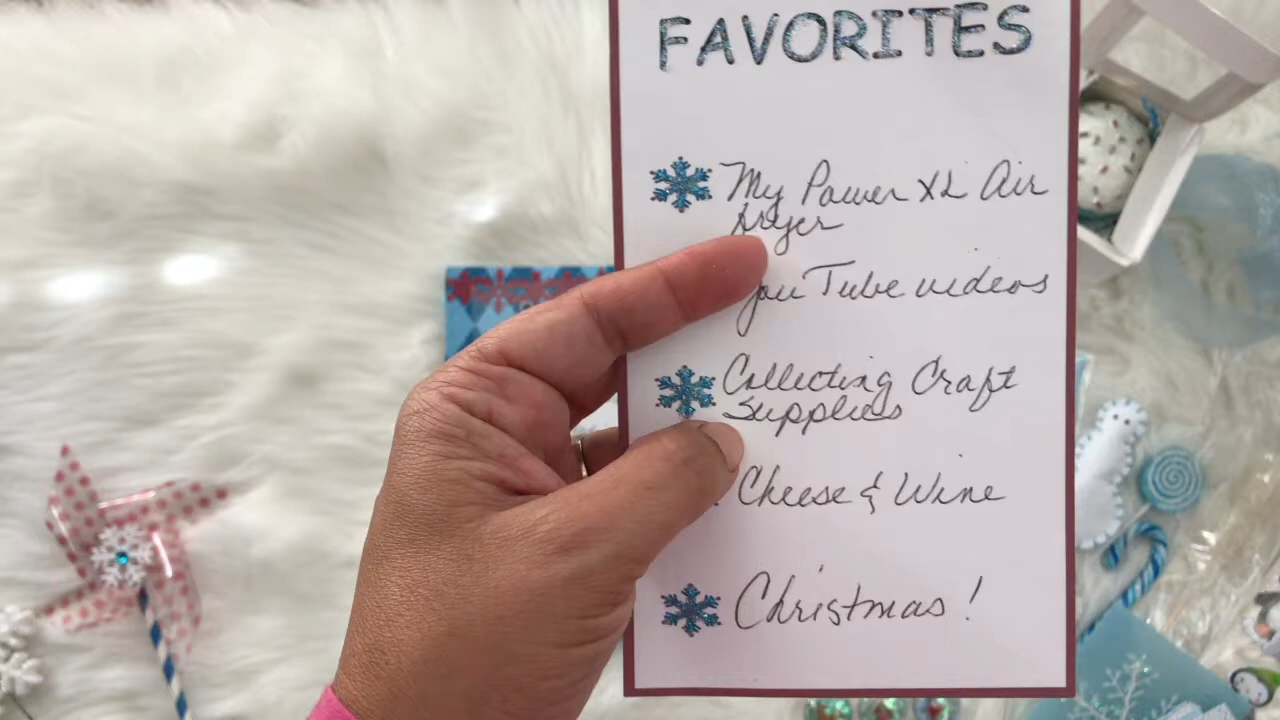 FAVORITES
My Power XL Air
fryer
You Tube videos
Collecting Craft
Supplies
Cheese & Wine
Christmas!